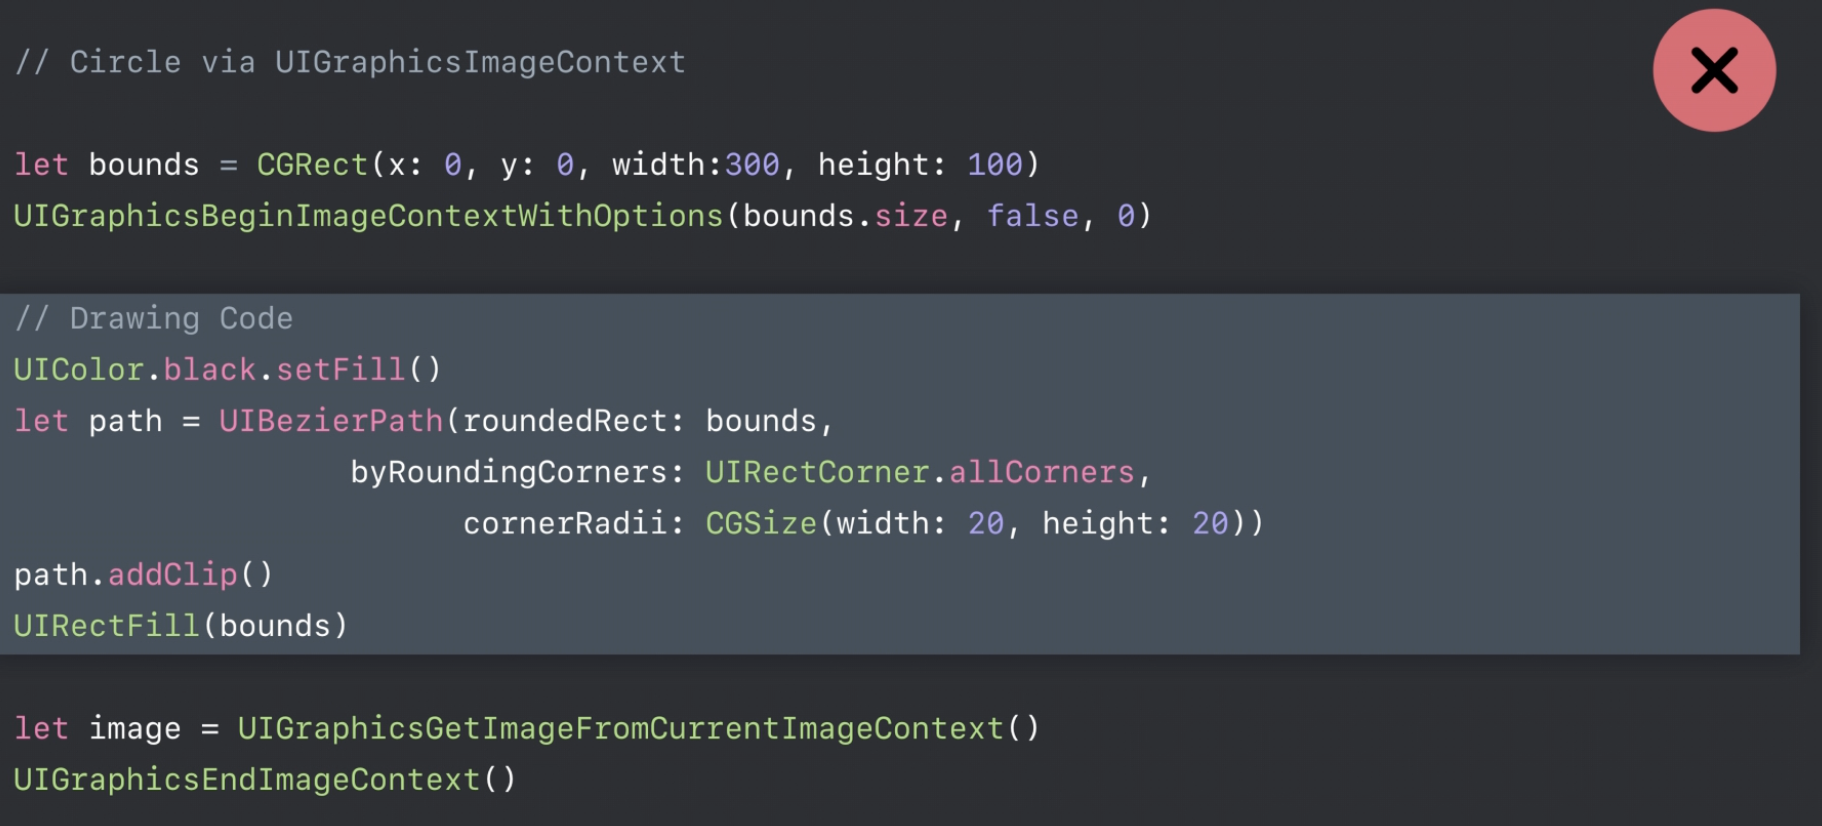 // Circle via UIGraphicsImageContext
let bounds = CGRect(x: 0, y: 0, width:300, height: 100)
UIGraphicsBeginImageContextWithOptions(bounds.size, false, 0)
// Drawing Code
UIColor.black.setFill()
let path = UIBezierPath(roundedRect: bounds,
byRoundingCorners: UIRectCorner.allCorners,
cornerRadii: CGSize(width: 20, height: 20))
path.addClip()
UIRectFill(bounds)
let image = UIGraphicsGetImageFromCurrentImageContext()
UIGraphicsEndImageContext()